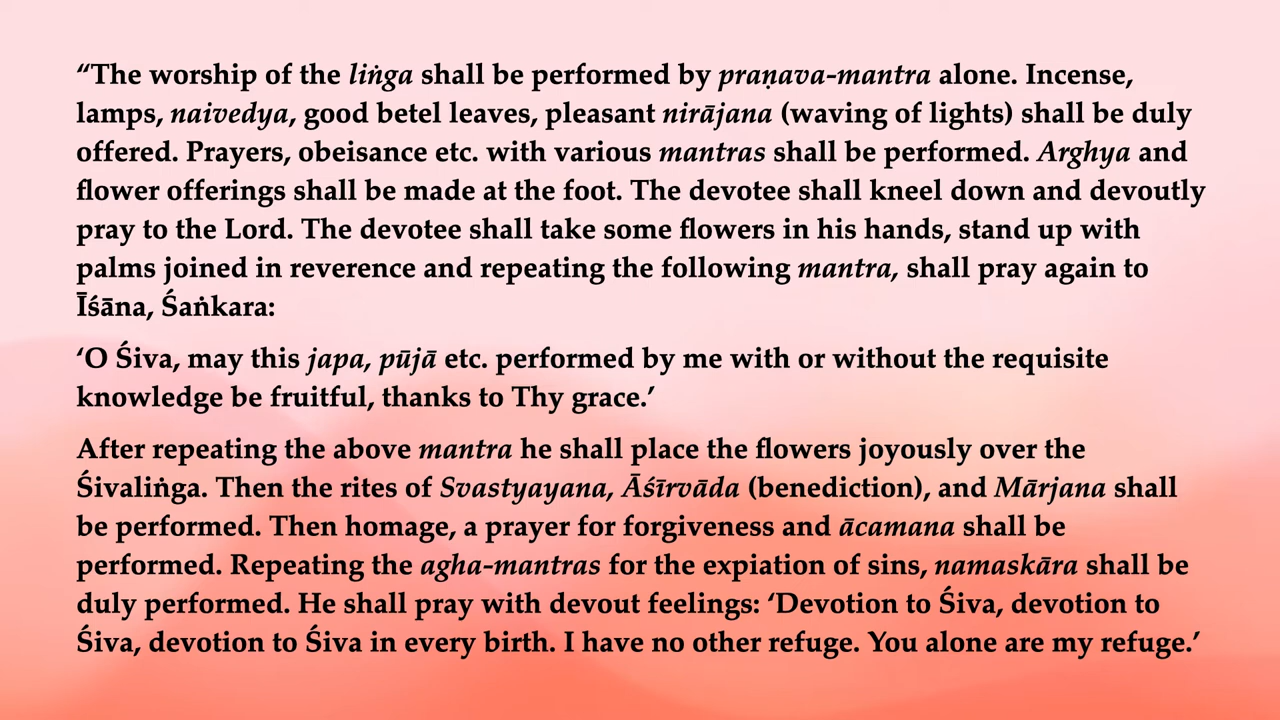 “The worship of the liṅga shall be performed by praṇava-mantra alone. Incense,
lamps, naivedya, good betel leaves, pleasant nirājana (waving of lights) shall be duly
offered. Prayers, obeisance etc. with various mantras shall be performed. Arghya and
flower offerings shall be made at the foot. The devotee shall kneel down and devoutly
pray to the Lord. The devotee shall take some flowers in his hands, stand up with
palms joined in reverence and repeating the following mantra, shall pray again to
Īśāna, Śaṅkara:
‘O Śiva, may this japa, pūjā etc. performed by me with or without the requisite
knowledge be fruitful, thanks to Thy grace.’
After repeating the above mantra he shall place the flowers joyously over the
Śivaliṅga. Then the rites of Svastyayana, Āśīrvāda (benediction), and Mārjana shall
be performed. Then homage, a prayer for forgiveness and ācamana shall be
performed. Repeating the agha-mantras for the expiation of sins, namaskāra shall be
duly performed. He shall pray with devout feelings: ‘Devotion to Śiva, devotion to
Śiva, devotion to Śiva in every birth. I have no other refuge. You alone are my refuge.’